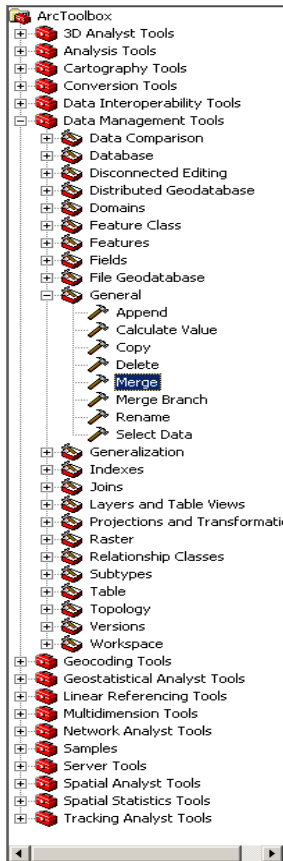 ArcToolbox
3D Analyst Tools
Analysis Tools
Cartography Tools
Conversion Tools
Data Interoperability Tools
Data Management Tools
Data Comparison
Database
Disconnected Editing
Distributed Geodatabase
Domains
Feature Class
Features
Fields
File Geodatabase
General
Append
Calculate Value
Copy
Delete
Merge
Merge Branch
Rename
Select Data
Generalization
Indexes
Joins
Layers and Table Views
Projections and Transformati
Raster
Relationship Classes
Subtypes
Table
Topology
Versions
Workspace
Geocoding Tools
Geostatistical Analyst Tools
Linear Referencing Tools
Multidimension Tools
Network Analyst Tools
Samples
Server Tools
Spatial Analyst Tools
Spatial Statistics Tools
Tracking Analyst Tools